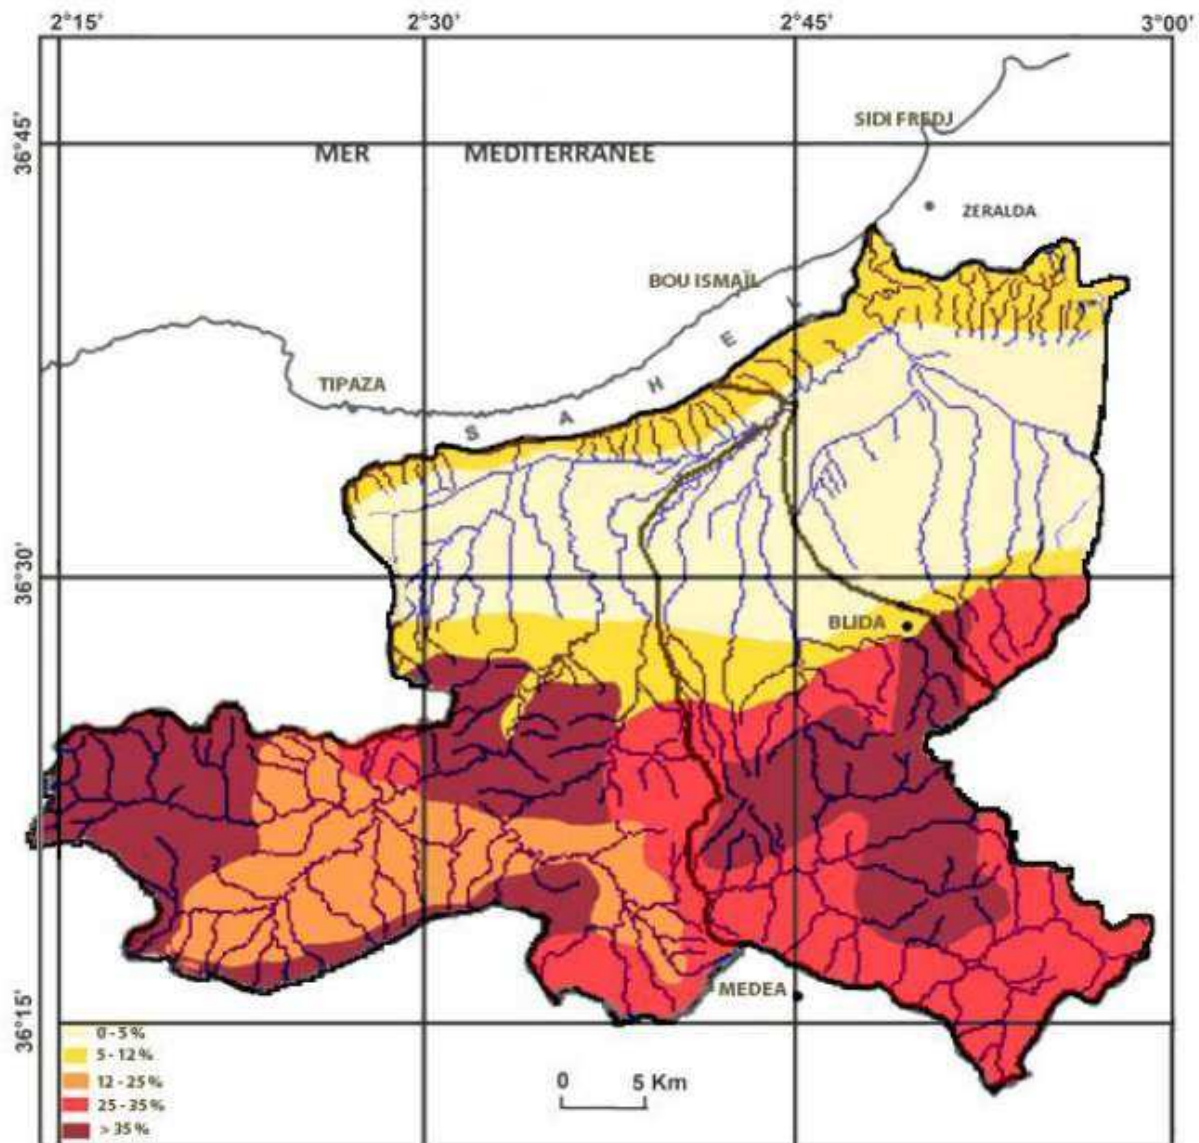 2°15' 2°30' 2°45' 3°00'
SIDI FREDJ
36°45'
MER MEDITERRANEE
ZERALDA
BOU ISMAÏL
TIPAZA
S A H E L
36°30'
BLIDA
MEDEA
36°15'
0 - 5 %
5 - 12 %
12 - 25 %
25 - 35 %
> 35 %
0 5 Km